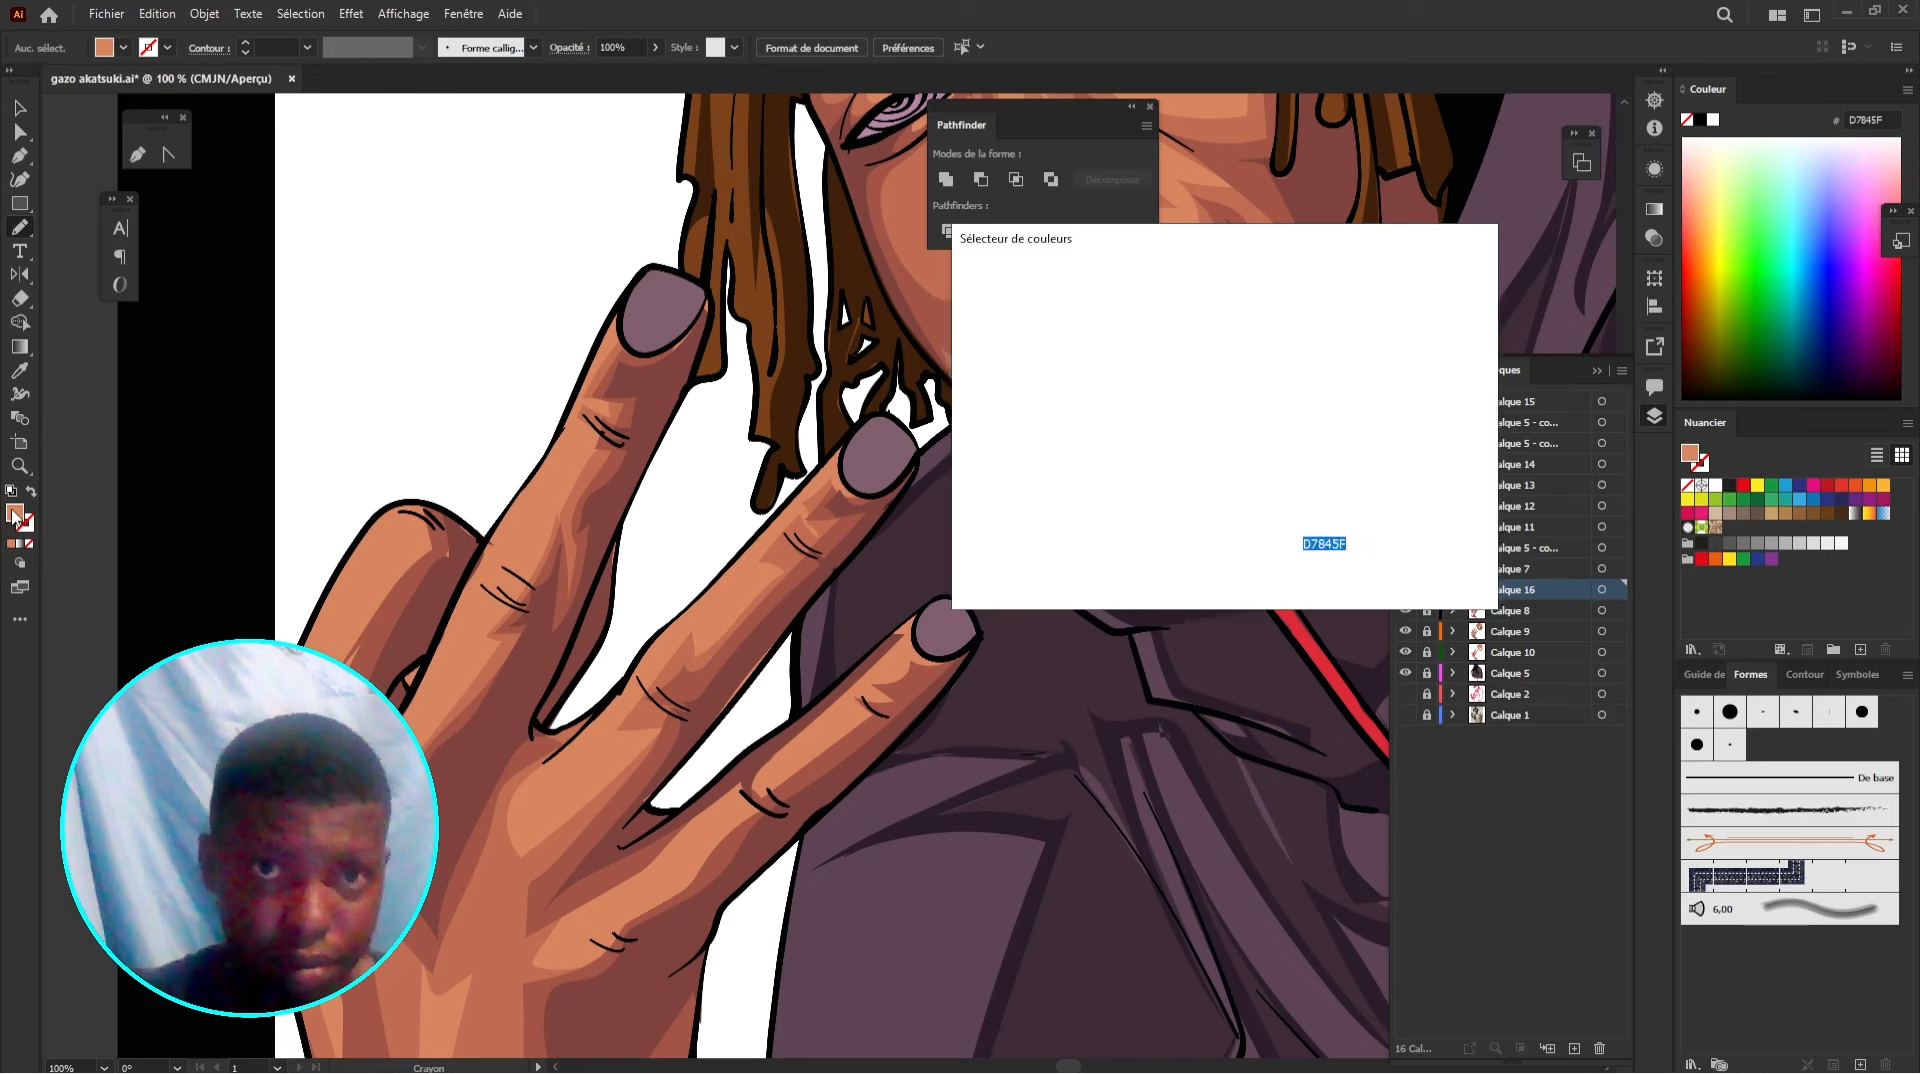 Ai
Fichier Edition Objet Texte Sélection Effet Affichage Fenêtre Aide
Auc. sélect. Contour : Forme callig... Opacité : 100% Style : Format de document Préférences
gazo akatsuki.ai* @ 100 % (CMJN/Aperçu)
Pathfinder
Modes de la forme :
Décomposer
Pathfinders :
Sélecteur de couleurs
D7845F
Couleur
# D7845F
Nuancier
ques
alque 15
alque 5 - co...
alque 5 - co...
alque 14
alque 13
alque 12
alque 11
alque 5 - co...
alque 7
alque 16
Calque 8
Calque 9
Calque 10
Calque 5
Calque 2
Calque 1
16 Cal...
Guide de Formes Contour Symboles
De base
6,00
100% 0° 1 Crayon